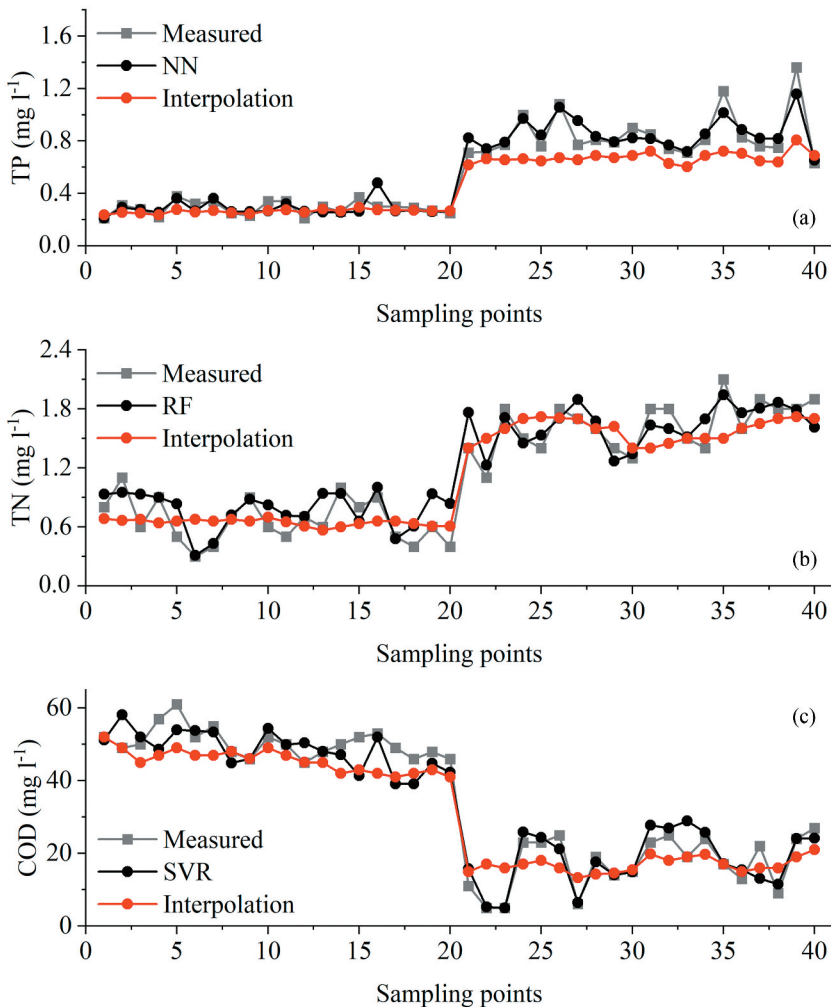 1.6
1.2
0.8
0.4
0.0
TP (mg l⁻¹)
Measured
NN
Interpolation
(a)
0 5 10 15 20 25 30 35 40
Sampling points
2.4
1.8
1.2
0.6
0.0
TN (mg l⁻¹)
Measured
RF
Interpolation
(b)
0 5 10 15 20 25 30 35 40
Sampling points
60
40
20
0
COD (mg l⁻¹)
(c)
Measured
SVR
Interpolation
0 5 10 15 20 25 30 35 40
Sampling points